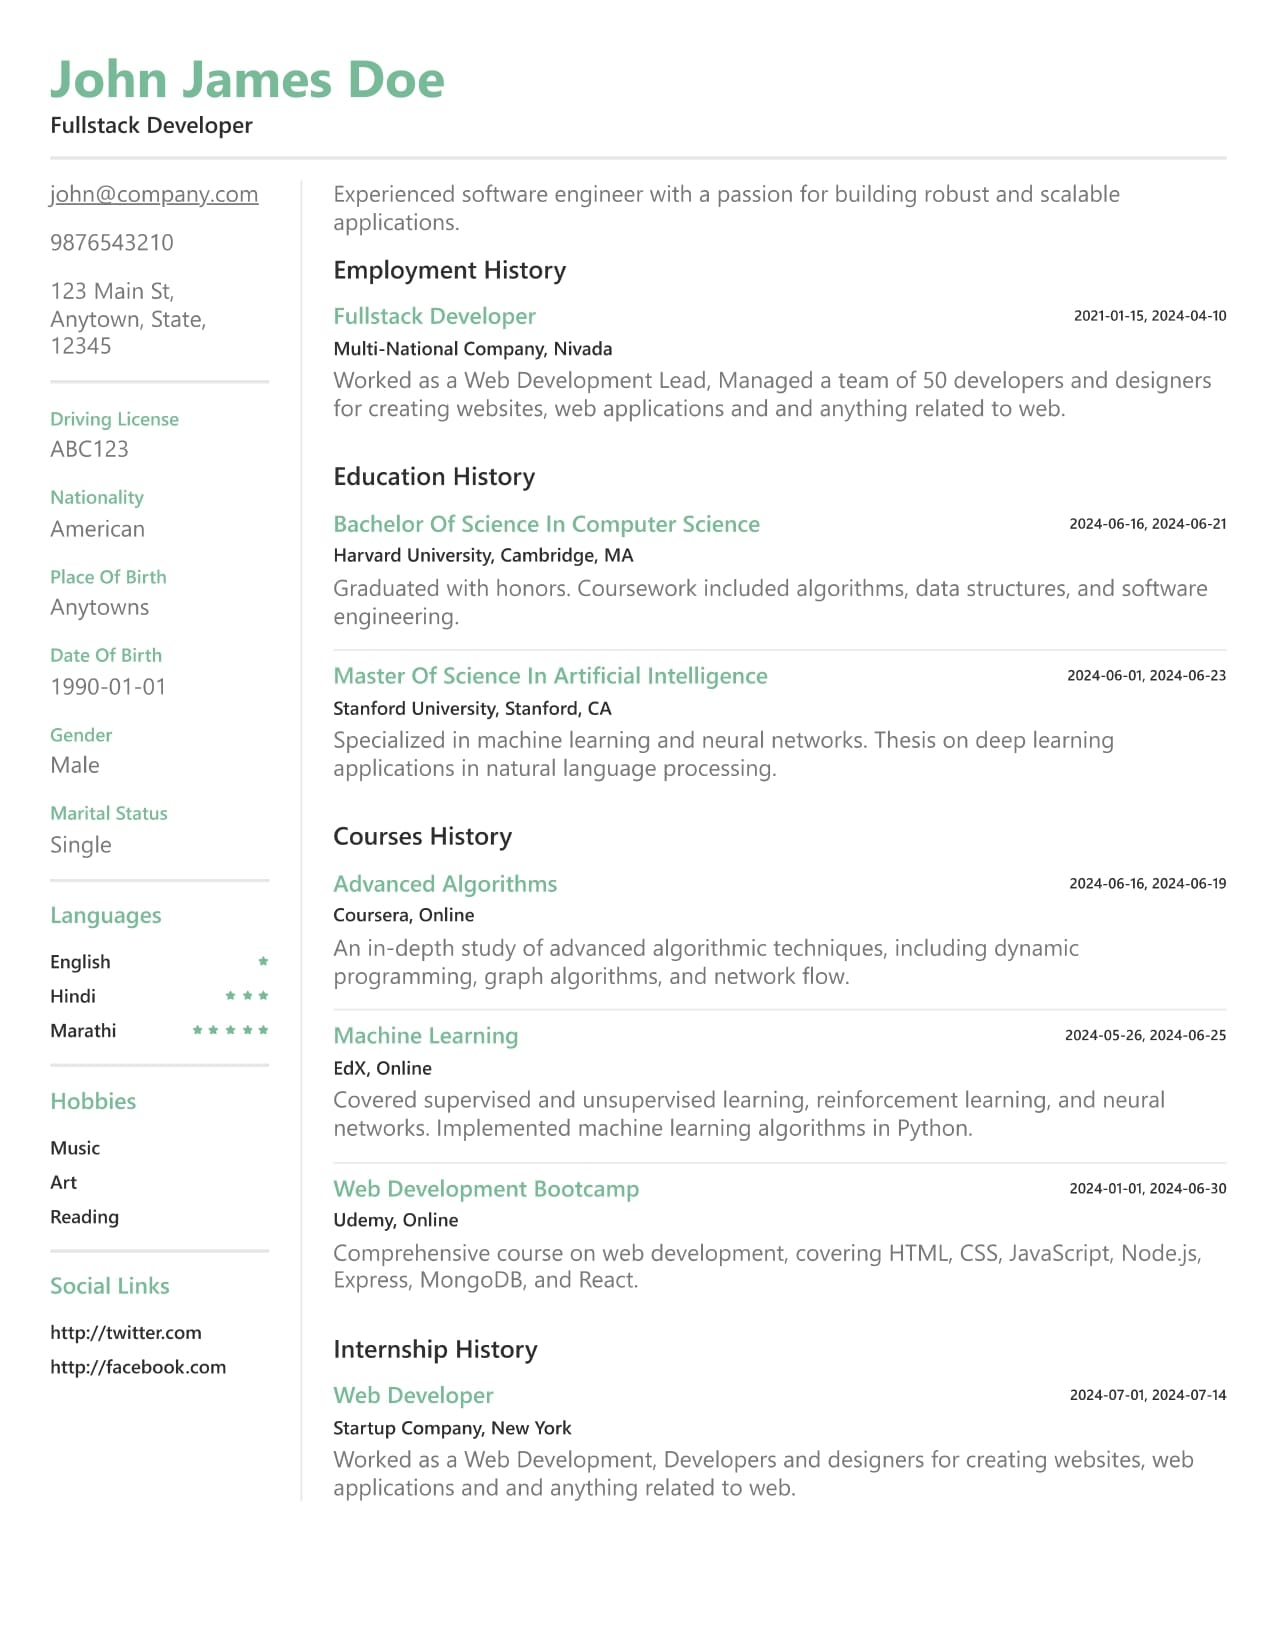 John James Doe
Fullstack Developer
john@company.com
9876543210
123 Main St,
Anytown, State,
12345
Driving License
ABC123
Nationality
American
Place Of Birth
Anytowns
Date Of Birth
1990-01-01
Gender
Male
Marital Status
Single
Languages
English
Hindi
Marathi
Hobbies
Music
Art
Reading
Social Links
http://twitter.com
http://facebook.com
Experienced software engineer with a passion for building robust and scalable
applications.
Employment History
Fullstack Developer 2021-01-15, 2024-04-10
Multi-National Company, Nivada
Worked as a Web Development Lead, Managed a team of 50 developers and designers
for creating websites, web applications and and anything related to web.
Education History
Bachelor Of Science In Computer Science 2024-06-16, 2024-06-21
Harvard University, Cambridge, MA
Graduated with honors. Coursework included algorithms, data structures, and software
engineering.
Master Of Science In Artificial Intelligence 2024-06-01, 2024-06-23
Stanford University, Stanford, CA
Specialized in machine learning and neural networks. Thesis on deep learning
applications in natural language processing.
Courses History
Advanced Algorithms 2024-06-16, 2024-06-19
Coursera, Online
An in-depth study of advanced algorithmic techniques, including dynamic
programming, graph algorithms, and network flow.
Machine Learning 2024-05-26, 2024-06-25
EdX, Online
Covered supervised and unsupervised learning, reinforcement learning, and neural
networks. Implemented machine learning algorithms in Python.
Web Development Bootcamp 2024-01-01, 2024-06-30
Udemy, Online
Comprehensive course on web development, covering HTML, CSS, JavaScript, Node.js,
Express, MongoDB, and React.
Internship History
Web Developer 2024-07-01, 2024-07-14
Startup Company, New York
Worked as a Web Development, Developers and designers for creating websites, web
applications and and anything related to web.